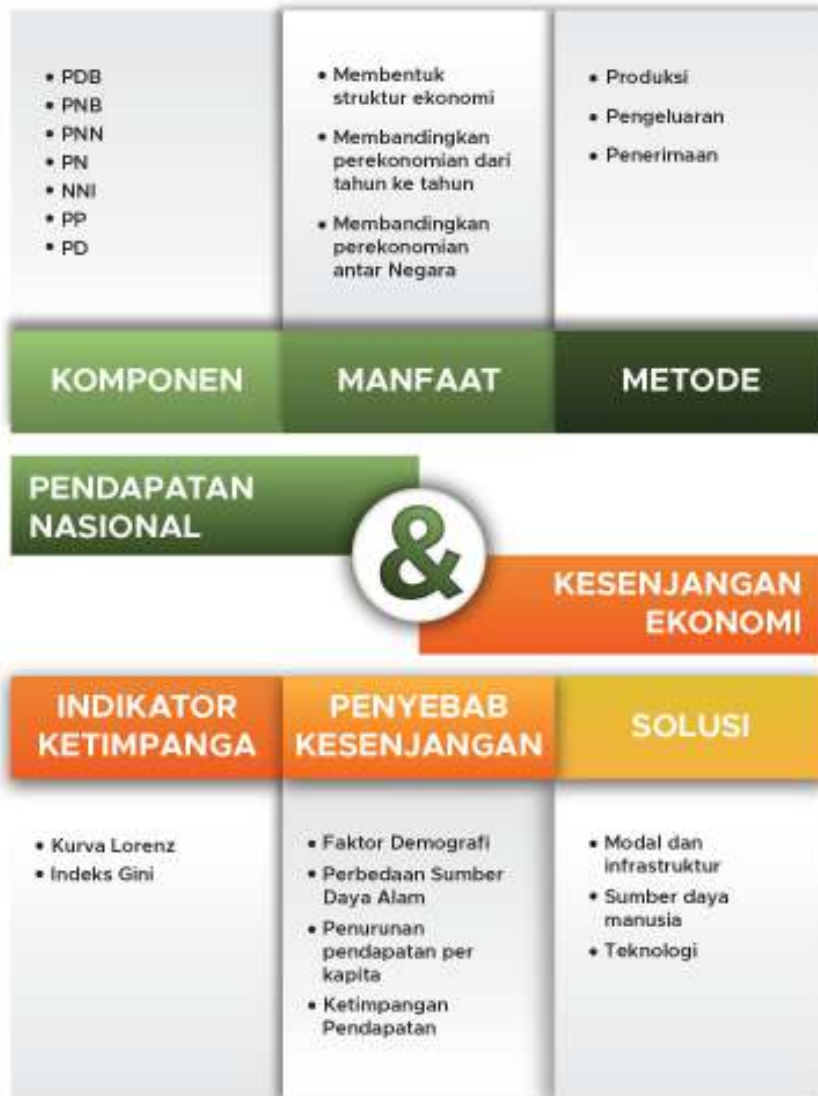 • PDB
• PNB
• PNN
• PN
• NNI
• PP
• PD
• Membentuk
struktur ekonomi
• Membandingkan
perekonomian dari
tahun ke tahun
• Membandingkan
perekonomian
antar Negara
• Produksi
• Pengeluaran
• Penerimaan
KOMPONEN
MANFAAT
METODE
PENDAPATAN
NASIONAL
&
KESENJANGAN
EKONOMI
INDIKATOR
KETIMPANGA
PENYEBAB
KESENJANGAN
SOLUSI
• Kurva Lorenz
• Indeks Gini
• Faktor Demografi
• Perbedaan Sumber
Daya Alam
• Penurunan
pendapatan per
kapita
• Ketimpangan
Pendapatan
• Modal dan
infrastruktur
• Sumber daya
manusia
• Teknologi